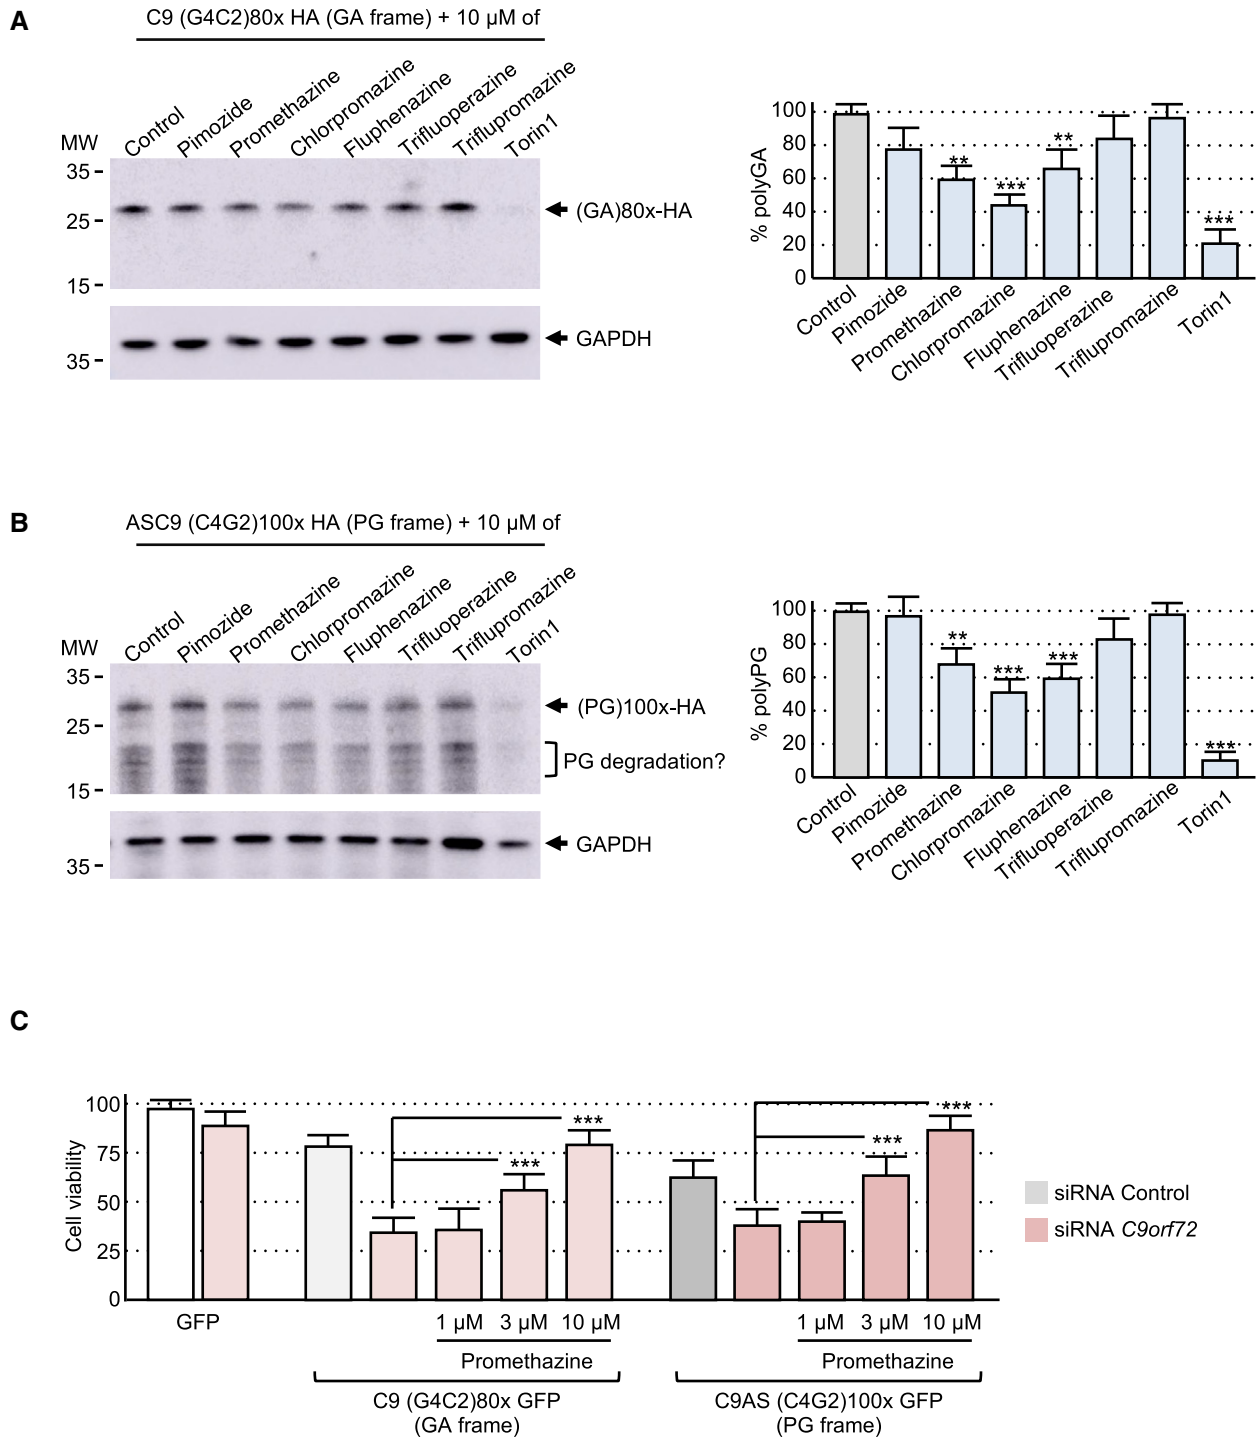 A
C9 (G4C2)80x HA (GA frame) + 10 µM of
Control
Pimozide
Promethazine
Chlorpromazine
Fluphenazine
Trifluoperazine
Triflupromazine
Torin1
MW
35
25
15
(GA)80x-HA
35
GAPDH
% polyGA
100
80
60
40
20
0
**
***
**
***
Control
Pimozide
Promethazine
Chlorpromazine
Fluphenazine
Trifluoperazine
Triflupromazine
Torin1
B
ASC9 (C4G2)100x HA (PG frame) + 10 µM of
Control
Pimozide
Promethazine
Chlorpromazine
Fluphenazine
Trifluoperazine
Triflupromazine
Torin1
MW
35
25
15
(PG)100x-HA
PG degradation?
35
GAPDH
% polyPG
100
80
60
40
20
0
**
***
***
***
Control
Pimozide
Promethazine
Chlorpromazine
Fluphenazine
Trifluoperazine
Triflupromazine
Torin1
C
Cell viability
100
75
50
25
0
***
***
***
***
siRNA Control
siRNA C9orf72
GFP
1 µM 3 µM 10 µM
Promethazine
C9 (G4C2)80x GFP
(GA frame)
1 µM 3 µM 10 µM
Promethazine
C9AS (C4G2)100x GFP
(PG frame)